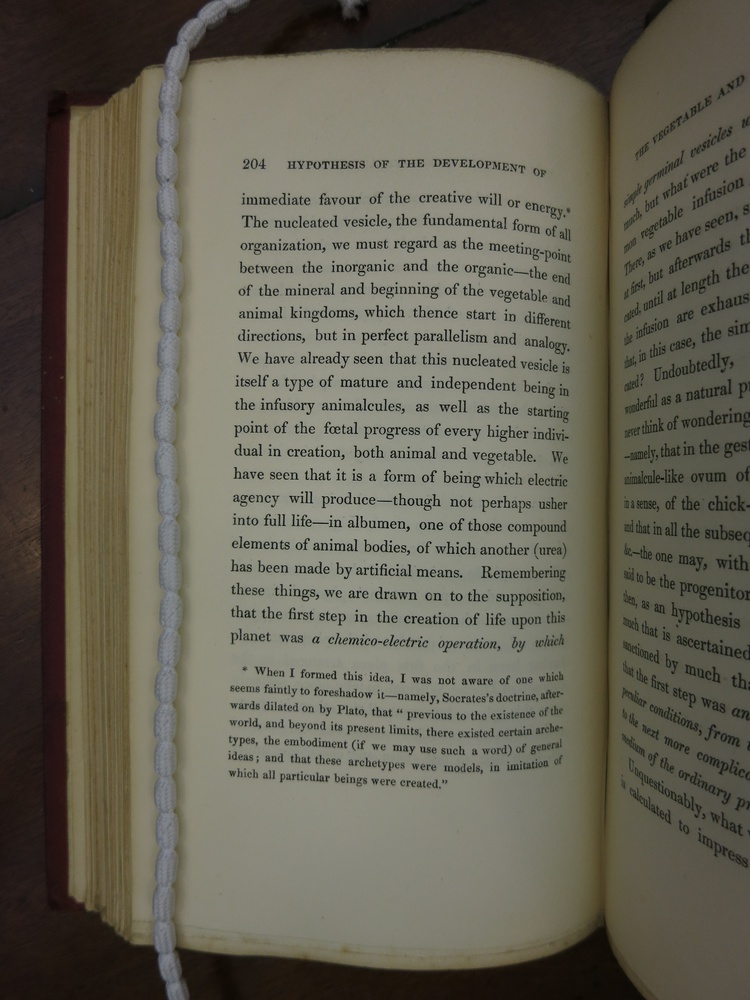 204 HYPOTHESIS OF THE DEVELOPMENT OF
immediate favour of the creative will or energy.*
The nucleated vesicle, the fundamental form of all
organization, we must regard as the meeting-point
between the inorganic and the organic—the end
of the mineral and beginning of the vegetable and
animal kingdoms, which thence start in different
directions, but in perfect parallelism and analogy.
We have already seen that this nucleated vesicle is
itself a type of mature and independent being in
the infusory animalcules, as well as the starting
point of the fœtal progress of every higher indivi-
dual in creation, both animal and vegetable. We
have seen that it is a form of being which electric
agency will produce—though not perhaps usher
into full life—in albumen, one of those compound
elements of animal bodies, of which another (urea)
has been made by artificial means. Remembering
these things, we are drawn on to the supposition,
that the first step in the creation of life upon this
planet was a chemico-electric operation, by which
* When I formed this idea, I was not aware of one which
seems faintly to foreshadow it—namely, Socrates's doctrine, after-
wards dilated on by Plato, that " previous to the existence of the
world, and beyond its present limits, there existed certain arche-
types, the embodiment (if we may use such a word) of general
ideas; and that these archetypes were models, in imitation of
which all particular beings were created."
THE VEGETABLE AND
simple germinal vesicles
much, but what were the
mon vegetable infusion
There, as we have seen, s
at first, but afterwards th
cated, until at length the
the infusion are exhaus
that, in this case, the sim
cated? Undoubtedly,
wonderful as a natural pr
never think of wondering
—namely, that in the gest
animalcule-like ovum of
in a sense, of the chick-
and that in all the subseq
&c.—the one may, with
said to be the progenitor
then, as an hypothesis
much that is ascertained
sanctioned by much tha
that the first step was an
peculiar conditions, from
to the next more complica
medium of the ordinary pr
Unquestionably, what
is calculated to impress